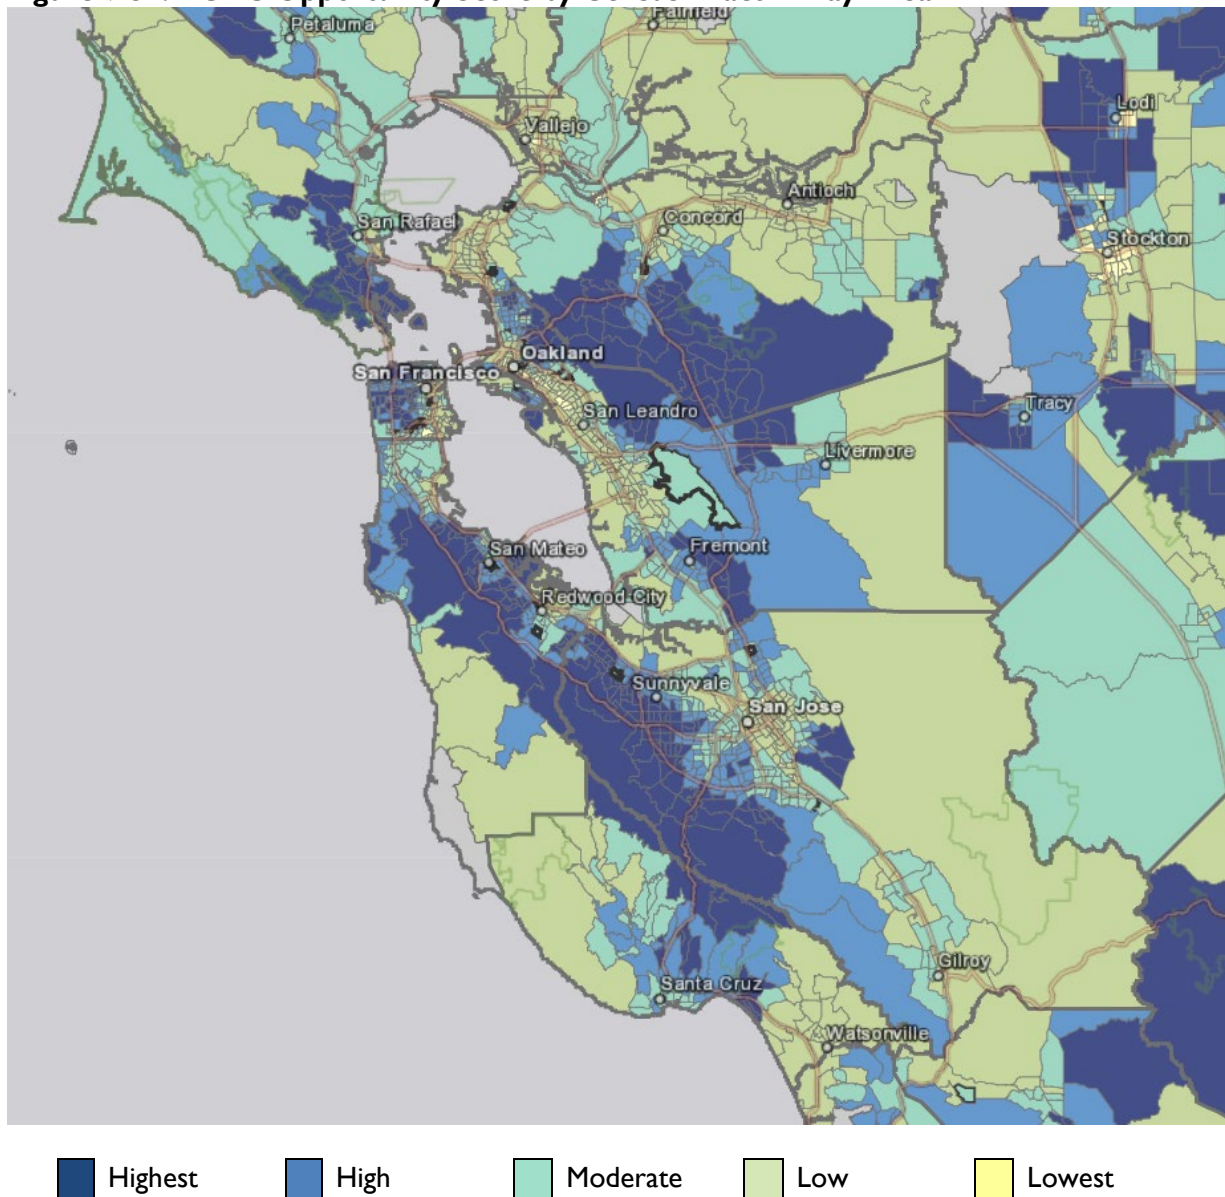 Petaluma
Fairfield
Lodi
Vallejo
Antioch
San Rafael
Concord
Stockton
Oakland
San Francisco
San Leandro
Tracy
Livermore
San Mateo
Fremont
Redwood City
Sunnyvale
San Jose
Gilroy
Santa Cruz
Watsonville
Highest High Moderate Low Lowest